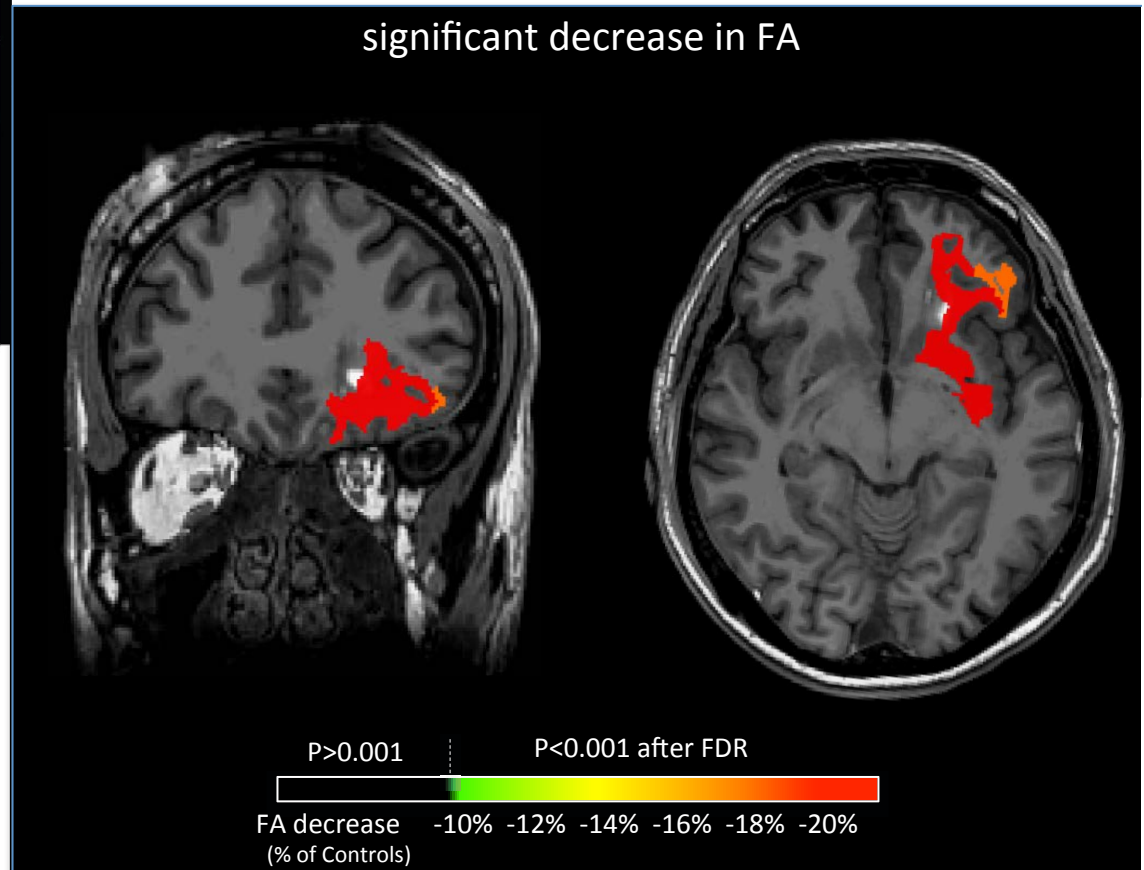 significant decrease in FA
P>0.001 P<0.001 after FDR
FA decrease -10% -12% -14% -16% -18% -20%
(% of Controls)